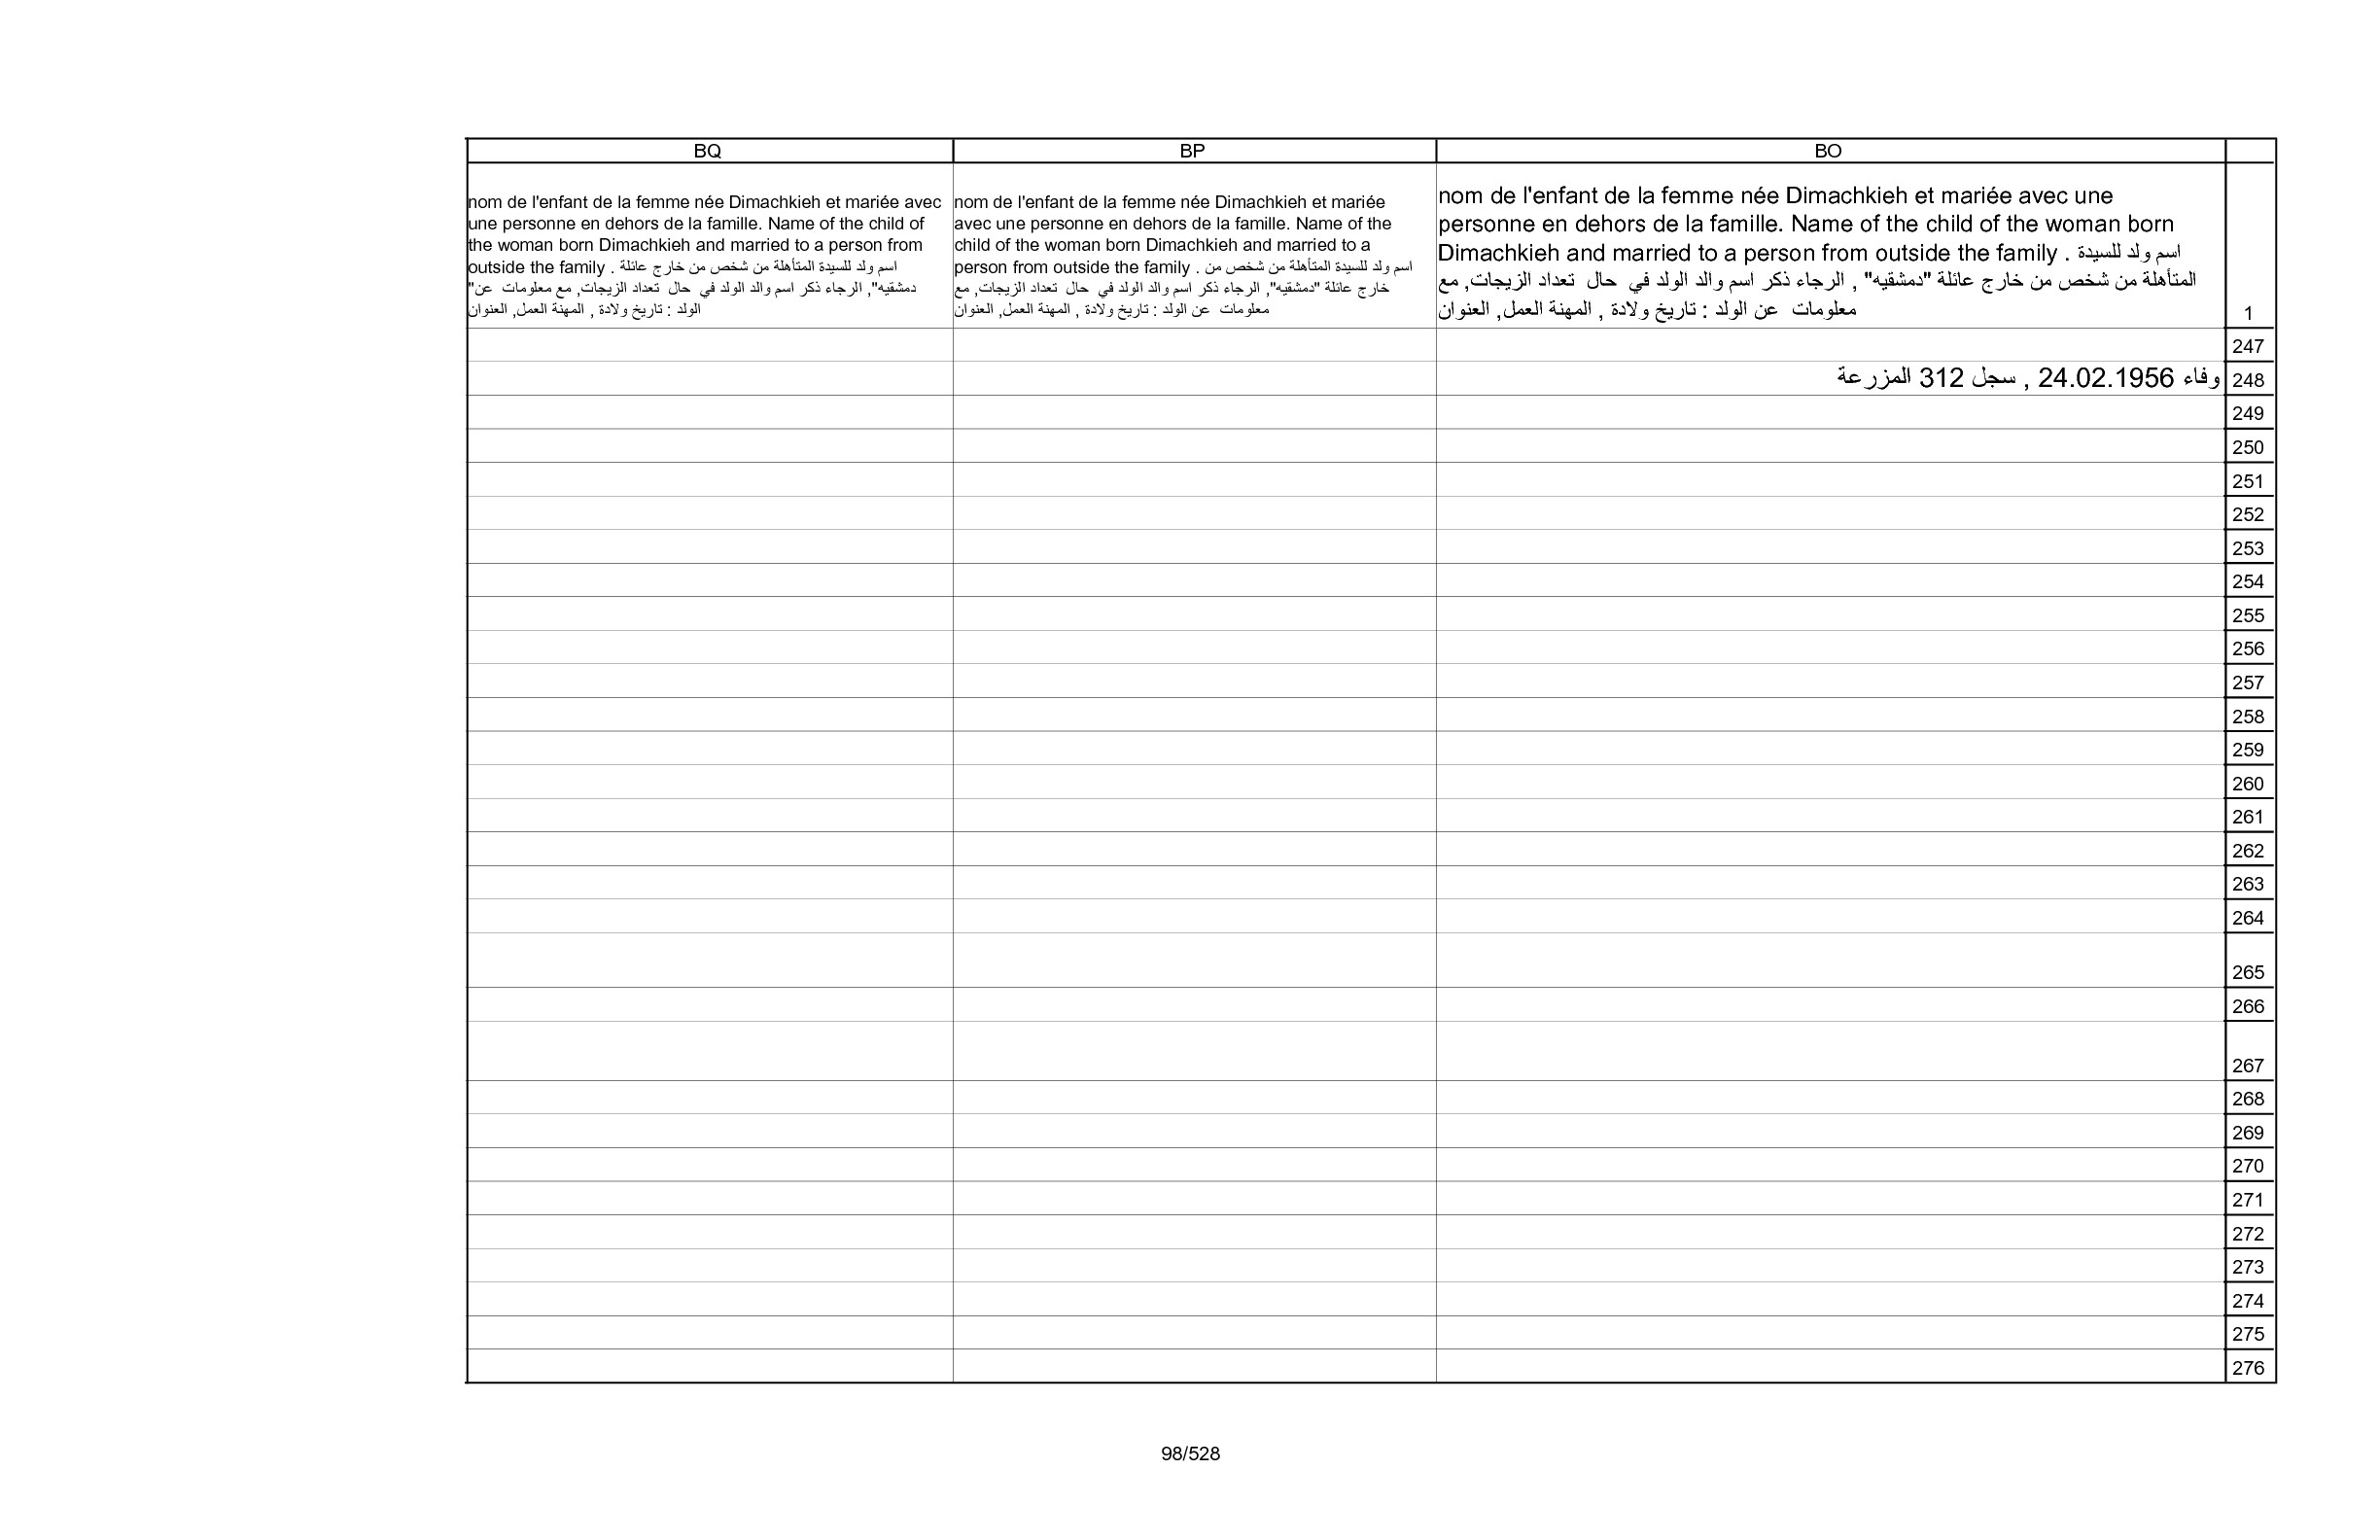 BQ BP BO
nom de l'enfant de la femme née Dimachkieh et mariée avec
une personne en dehors de la famille. Name of the child of
the woman born Dimachkieh and married to a person from
outside the family . اسم ولد للسيدة المتأهلة من شخص من خارج عائلة
"دمشقيه", الرجاء ذكر اسم والد الولد في حال تعداد الزيجات, مع معلومات عن
الولد : تاريخ ولادة , المهنة العمل, العنوان
nom de l'enfant de la femme née Dimachkieh et mariée
avec une personne en dehors de la famille. Name of the
child of the woman born Dimachkieh and married to a
person from outside the family . اسم ولد للسيدة المتأهلة من شخص من
خارج عائلة "دمشقيه", الرجاء ذكر اسم والد الولد في حال تعداد الزيجات, مع
معلومات عن الولد : تاريخ ولادة , المهنة العمل, العنوان
nom de l'enfant de la femme née Dimachkieh et mariée avec une
personne en dehors de la famille. Name of the child of the woman born
Dimachkieh and married to a person from outside the family . اسم ولد للسيدة
المتأهلة من شخص من خارج عائلة "دمشقيه" , الرجاء ذكر اسم والد الولد في حال تعداد الزيجات, مع
معلومات عن الولد : تاريخ ولادة , المهنة العمل, العنوان
1
247
وفاء 24.02.1956 , سجل 312 المزرعة 248
249
250
251
252
253
254
255
256
257
258
259
260
261
262
263
264
265
266
267
268
269
270
271
272
273
274
275
276
98/528